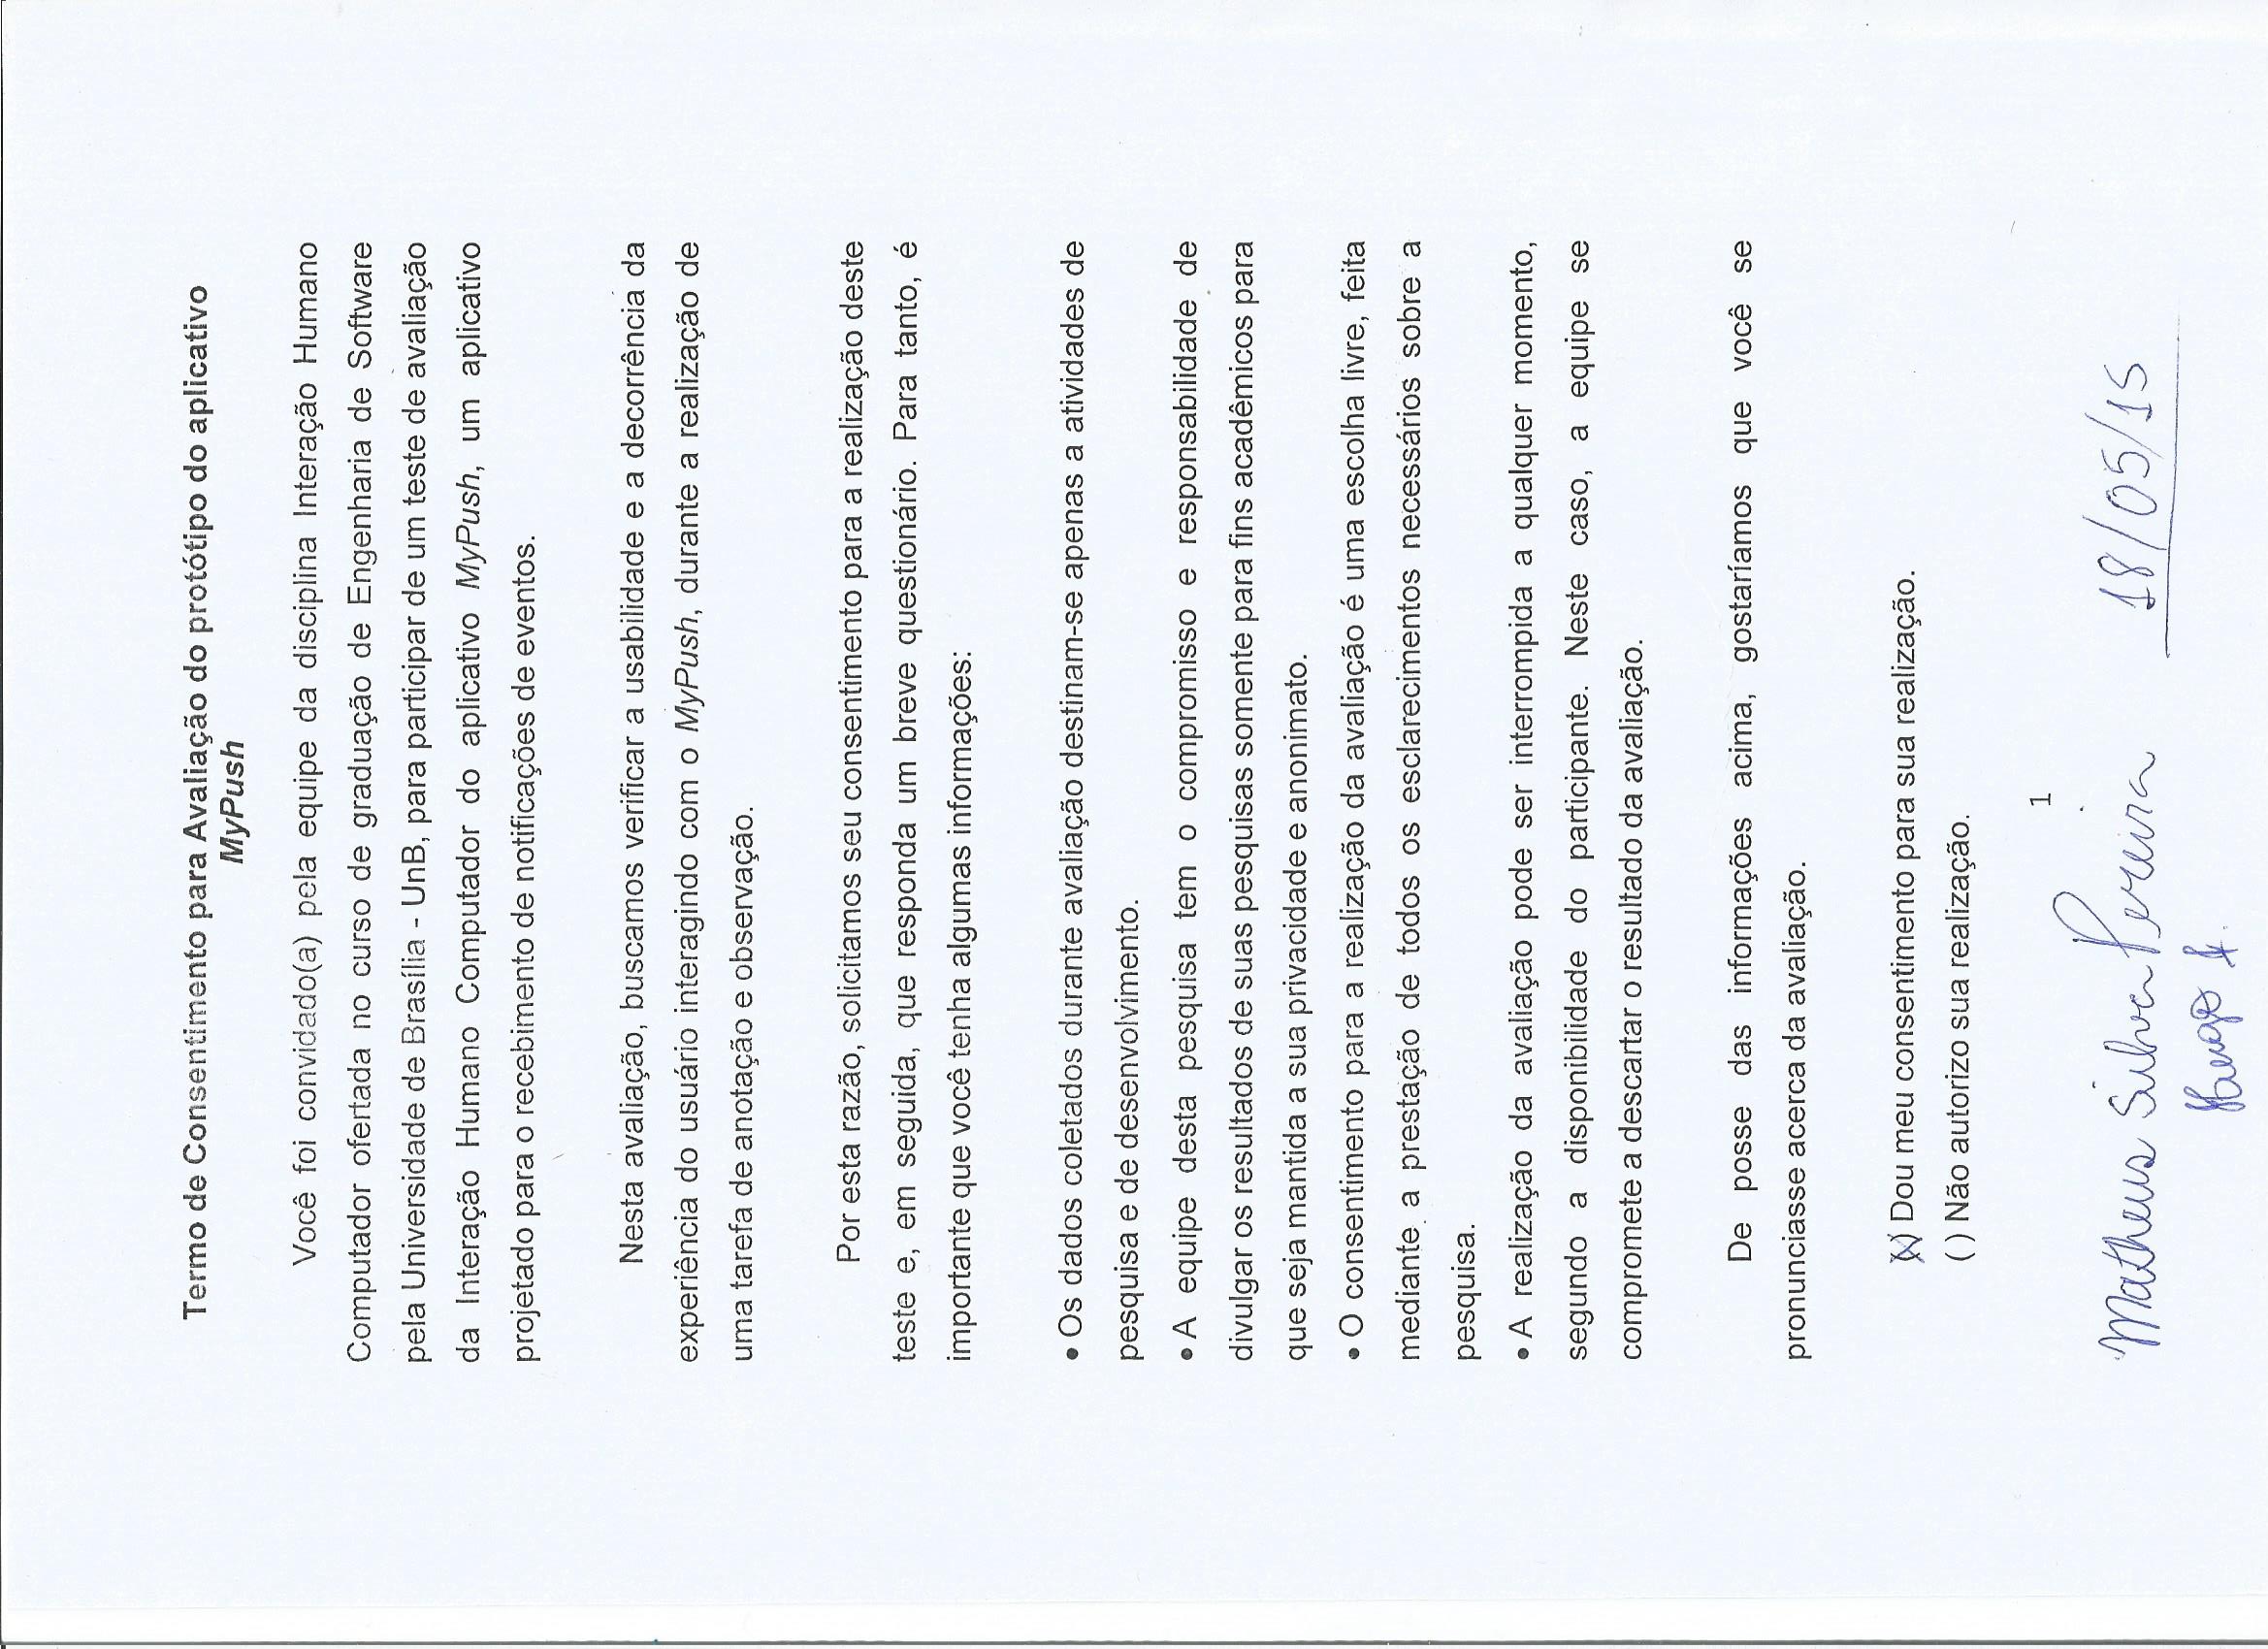 Termo de Consentimento para Avaliação do protótipo do aplicativo
MyPush
Você foi convidado(a) pela equipe da disciplina Interação Humano
Computador ofertada no curso de graduação de Engenharia de Software
pela Universidade de Brasília - UnB, para participar de um teste de avaliação
da Interação Humano Computador do aplicativo MyPush, um aplicativo
projetado para o recebimento de notificações de eventos.
Nesta avaliação, buscamos verificar a usabilidade e a decorrência da
experiência do usuário interagindo com o MyPush, durante a realização de
uma tarefa de anotação e observação.
Por esta razão, solicitamos seu consentimento para a realização deste
teste e, em seguida, que responda um breve questionário. Para tanto, é
importante que você tenha algumas informações:
• Os dados coletados durante avaliação destinam-se apenas a atividades de
pesquisa e de desenvolvimento.
• A equipe desta pesquisa tem o compromisso e responsabilidade de
divulgar os resultados de suas pesquisas somente para fins acadêmicos para
que seja mantida a sua privacidade e anonimato.
• O consentimento para a realização da avaliação é uma escolha livre, feita
mediante a prestação de todos os esclarecimentos necessários sobre a
pesquisa.
• A realização da avaliação pode ser interrompida a qualquer momento,
segundo a disponibilidade do participante. Neste caso, a equipe se
compromete a descartar o resultado da avaliação.
De posse das informações acima, gostaríamos que você se
pronunciasse acerca da avaliação.
(X) Dou meu consentimento para sua realização.
( ) Não autorizo sua realização.
1
Matheus Silva Pereira 18/05/15